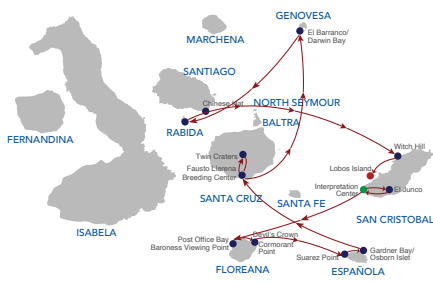 GENOVESA
El Barranco/
Darwin Bay
MARCHENA
SANTIAGO
Chinese Hat
NORTH SEYMOUR
RABIDA
BALTRA
FERNANDINA
Witch Hill
Twin Craters
Lobos Island
Fausto Llerena
Breeding Center
Interpretation
Center
El Junco
SANTA CRUZ
SANTA FE
SAN CRISTOBAL
ISABELA
Devil's Crown
Post Office Bay
Baroness Viewing Point
Cormorant
Point
Gardner Bay/
Osborn Islet
Suarez Point
FLOREANA
ESPAÑOLA